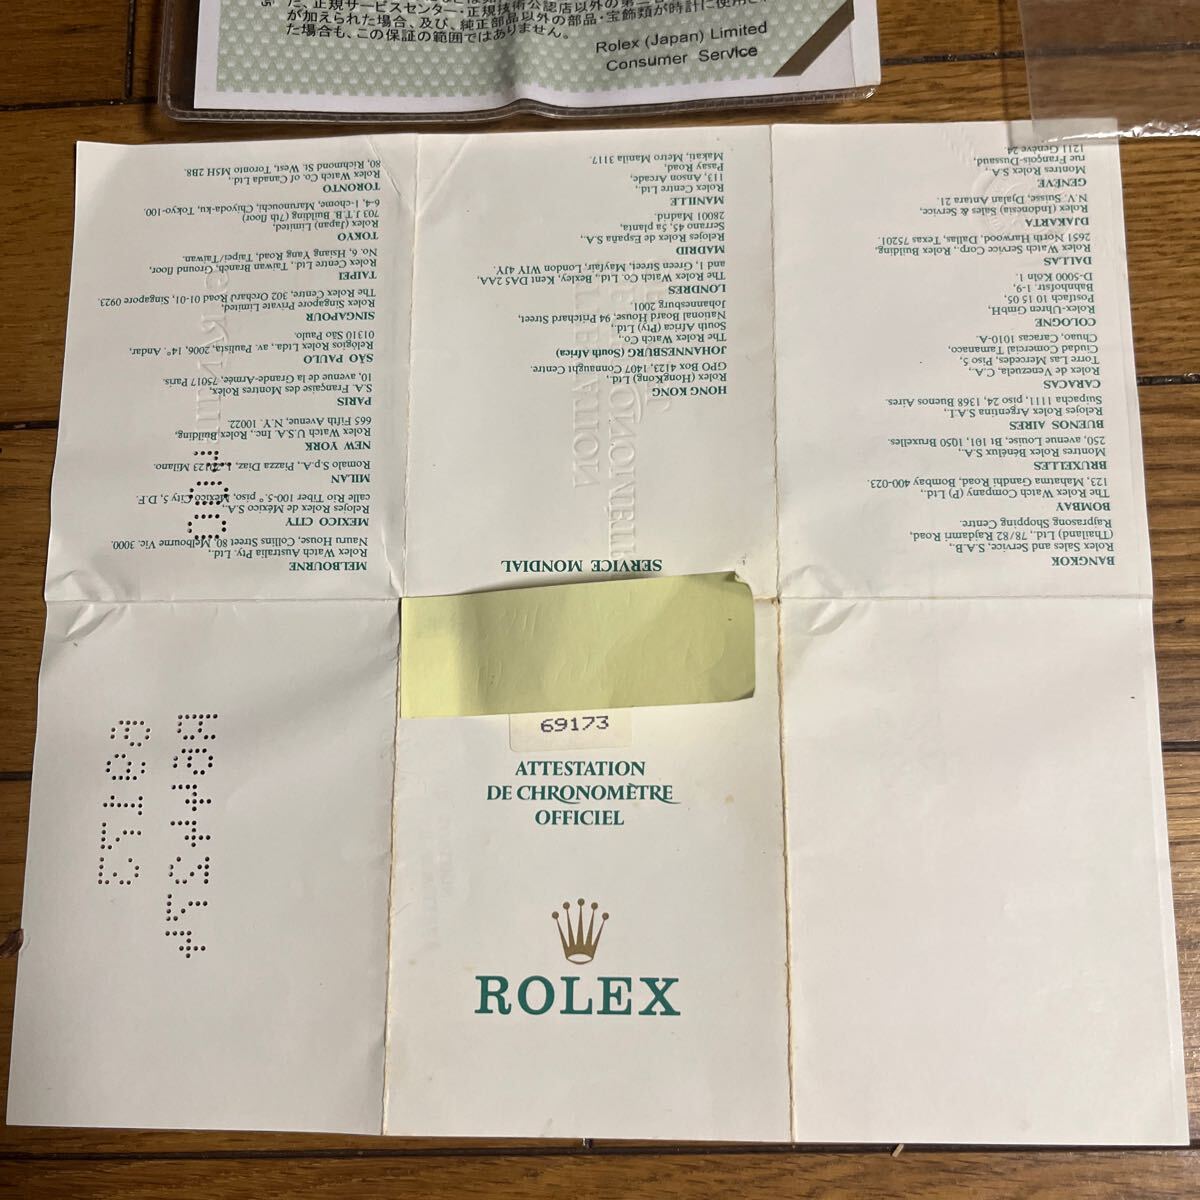 た、正規サービスセンター・正規技術公認店以外の第三
が加えられた場合、及び、純正部品以外の部品・宝飾類が時計に使用さ
た場合も、この保証の範囲ではありません。
Rolex (Japan) Limited
Consumer Service
SERVICE MONDIAL
BANGKOK
Rolex Sales and Service, S.A.B
(Thailand) Ltd., 78/82 Rajdamri Road
Rajprasong Shopping Centre.
BOMBAY
The Rolex Watch Company (P) Ltd.,
123, Mahatma Gandhi Road, Bombay 400-023.
BRUXELLES
Montres Rolex Bénélux S.A.,
250, avenue Louise, Bt 101, 1050 Bruxelles.
BUENOS AIRES
Relojes Rolex Argentina S.A.I.,
Suipacha 1111, piso 24, 1368 Buenos Aires.
CARACAS
Rolex de Venezuela, C.A.,
Torre Las Mercedes, Piso 5,
Ciudad Comercial Tamanaco,
Chuao, Caracas 1010-A.
COLOGNE
Rolex-Uhren GmbH,
Postfach 10 15 05,
Bahnhofstr. 1-9,
D-5000 Köln 1.
DALLAS
Rolex Watch Service Corp., Rolex Building,
2651 North Harwood, Dallas, Texas 75201.
DJAKARTA
Rolex (Indonesia) Sales & Service,
N.V. Suisse, Djalan Antara 21.
GENÈVE
Montres Rolex S.A.,
rue François-Dussaud,
1211 Genève 24.
HONG KONG
Rolex (HongKong) Ltd.,
GPO Box 4123, 1407 Connaught Centre.
JOHANNESBURG (South Africa)
The Rolex Watch Co.,
South Africa (Pty) Ltd.,
National Board House, 94 Pritchard Street,
Johannesburg 2001
LONDRES
The Rolex Watch Co. Ltd., Bexley, Kent DA5 2AA,
and 1, Green Street, Mayfair, London W1Y 4JY.
MADRID
Relojes Rolex de España S.A.,
Serrano 45, 5a planta,
28001 Madrid.
MANILLE
Rolex Centre Ltd.,
113, Anson Arcade,
Pasay Road,
Makati, Metro Manila 3117.
MELBOURNE
Rolex Watch Australia Pty. Ltd.,
Nauru House, Collins Street 80, Melbourne Vic. 3000.
MEXICO CITY
Relojes Rolex de México S.A.,
calle Rio Tiber 100-5.° piso, México City 5, D.F.
MILAN
Romalo S.p.A., Piazza Diaz, 20123 Milano.
NEW YORK
Rolex Watch U.S.A. Inc., Rolex Building,
665 Fifth Avenue, N.Y. 10022.
PARIS
S.A. Française des Montres Rolex,
10, avenue de la Grande-Armée, 75017 Paris.
SÃO PAULO
Relógios Rolex Ltda., av. Paulista, 2006, 14° Andar,
01310 São Paulo.
SINGAPOUR
Rolex Singapore Private Limited,
The Rolex Centre, 302, Orchard Road 01-01, Singapore 0923.
TAIPEI
Rolex Centre Ltd., Taiwan Branch, Ground floor,
No. 6, Hsiang Yang Road, Taipei/Taiwan.
TOKYO
Rolex (Japan) Limited,
703 J.T.B. Building (7th floor)
6-4, 1-chome, Marunouchi, Chiyoda-ku, Tokyo-100.
TORONTO
Rolex Watch Co. of Canada Ltd.,
80, Richmond St. West, Toronto M5H 2B8.
69173
ATTESTATION
DE CHRONOMÈTRE
OFFICIEL
ROLEX